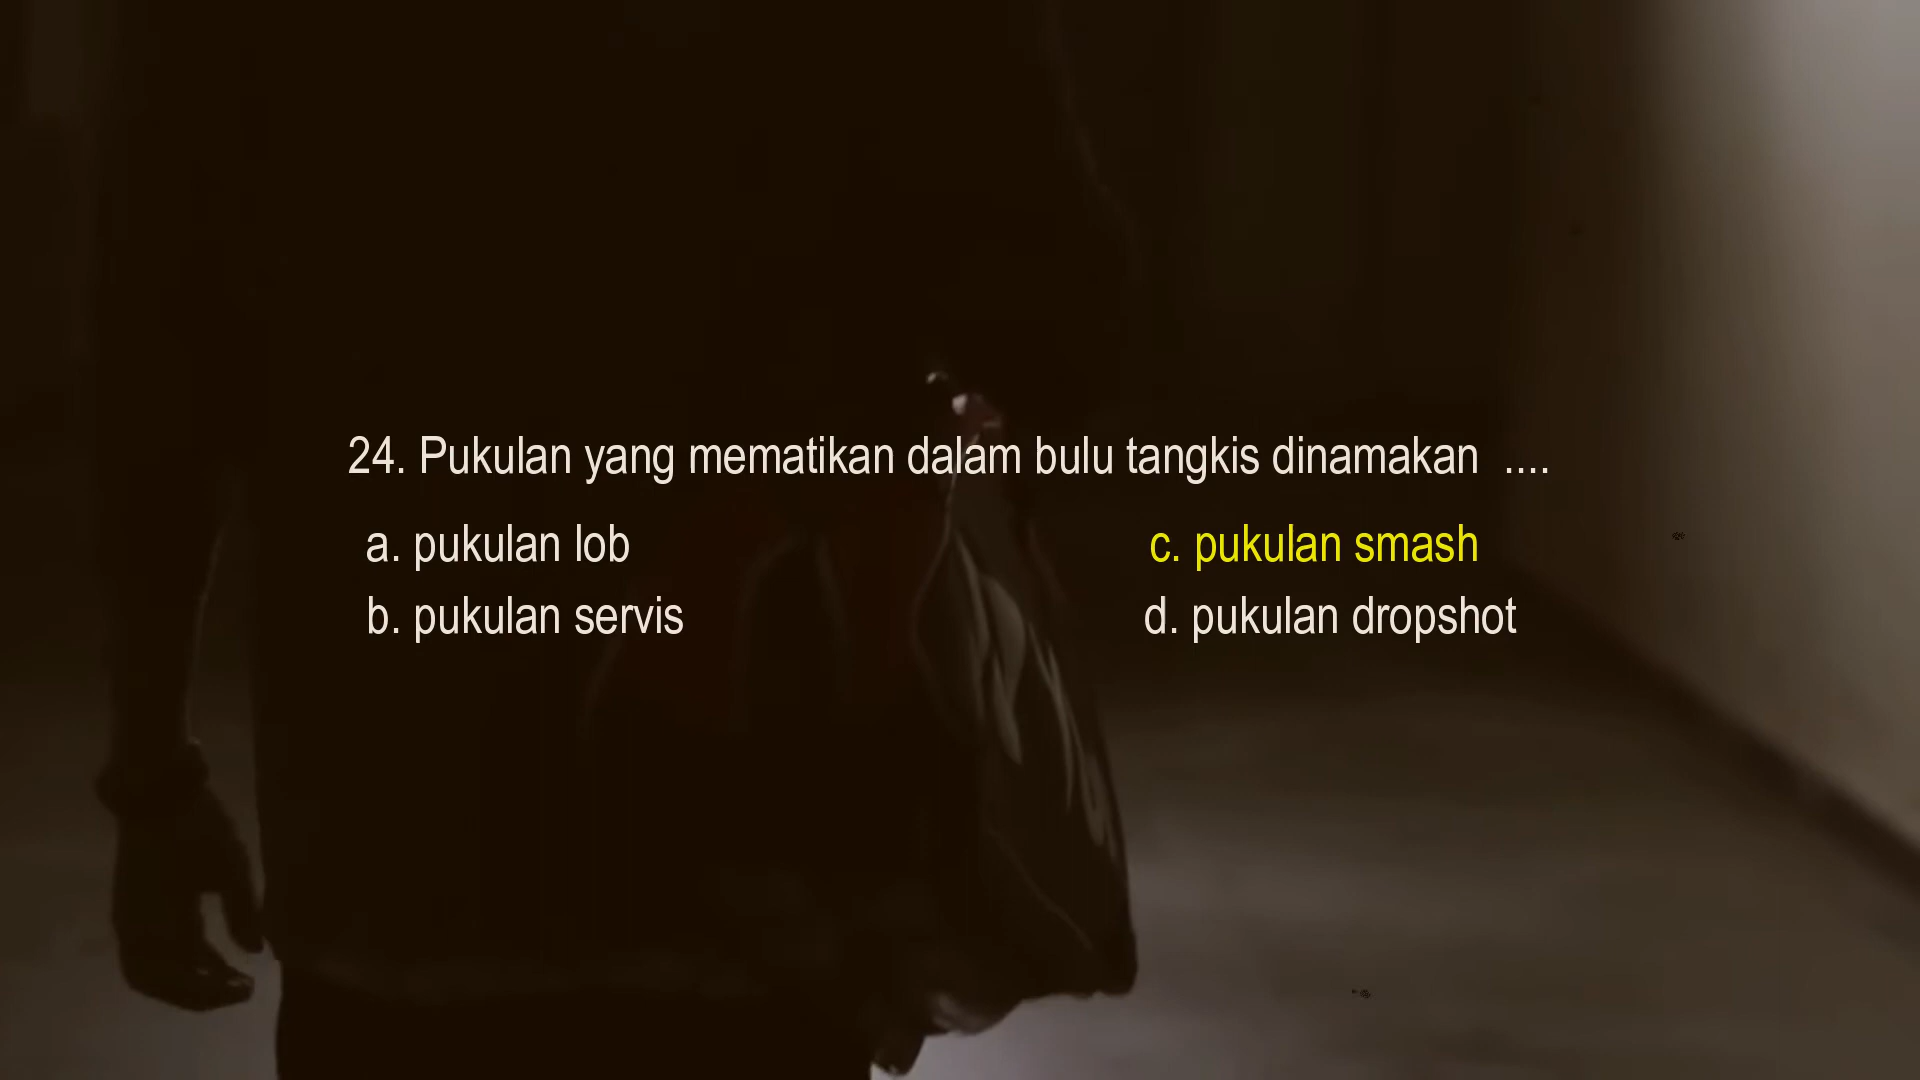 24. Pukulan yang mematikan dalam bulu tangkis dinamakan ....
a. pukulan lob
c. pukulan smash
b. pukulan servis
d. pukulan dropshot